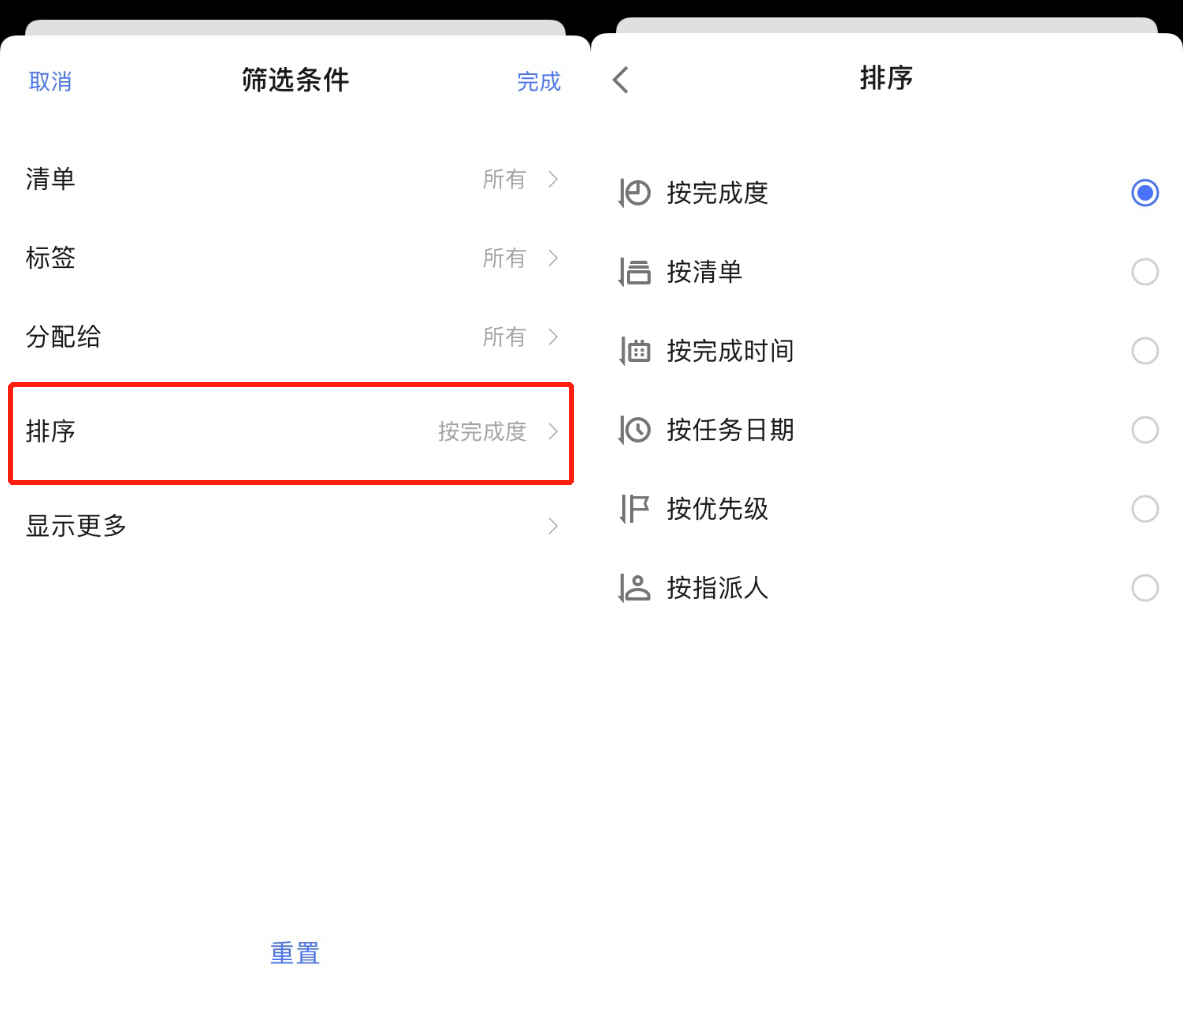 取消
筛选条件
完成
清单
所有
标签
所有
分配给
所有
排序
按完成度
显示更多
重置
排序
按完成度
按清单
按完成时间
按任务日期
按优先级
按指派人